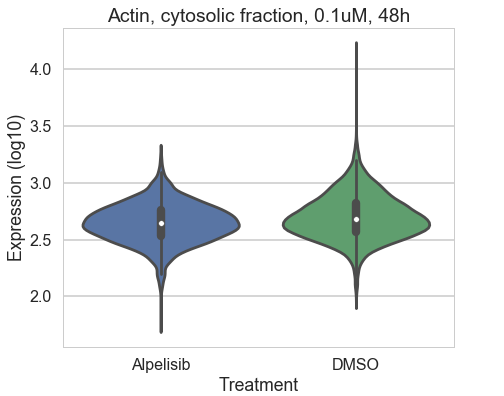 Actin, cytosolic fraction, 0.1uM, 48h
4.0
3.5
3.0
2.5
2.0
Expression (log10)
Alpelisib DMSO
Treatment